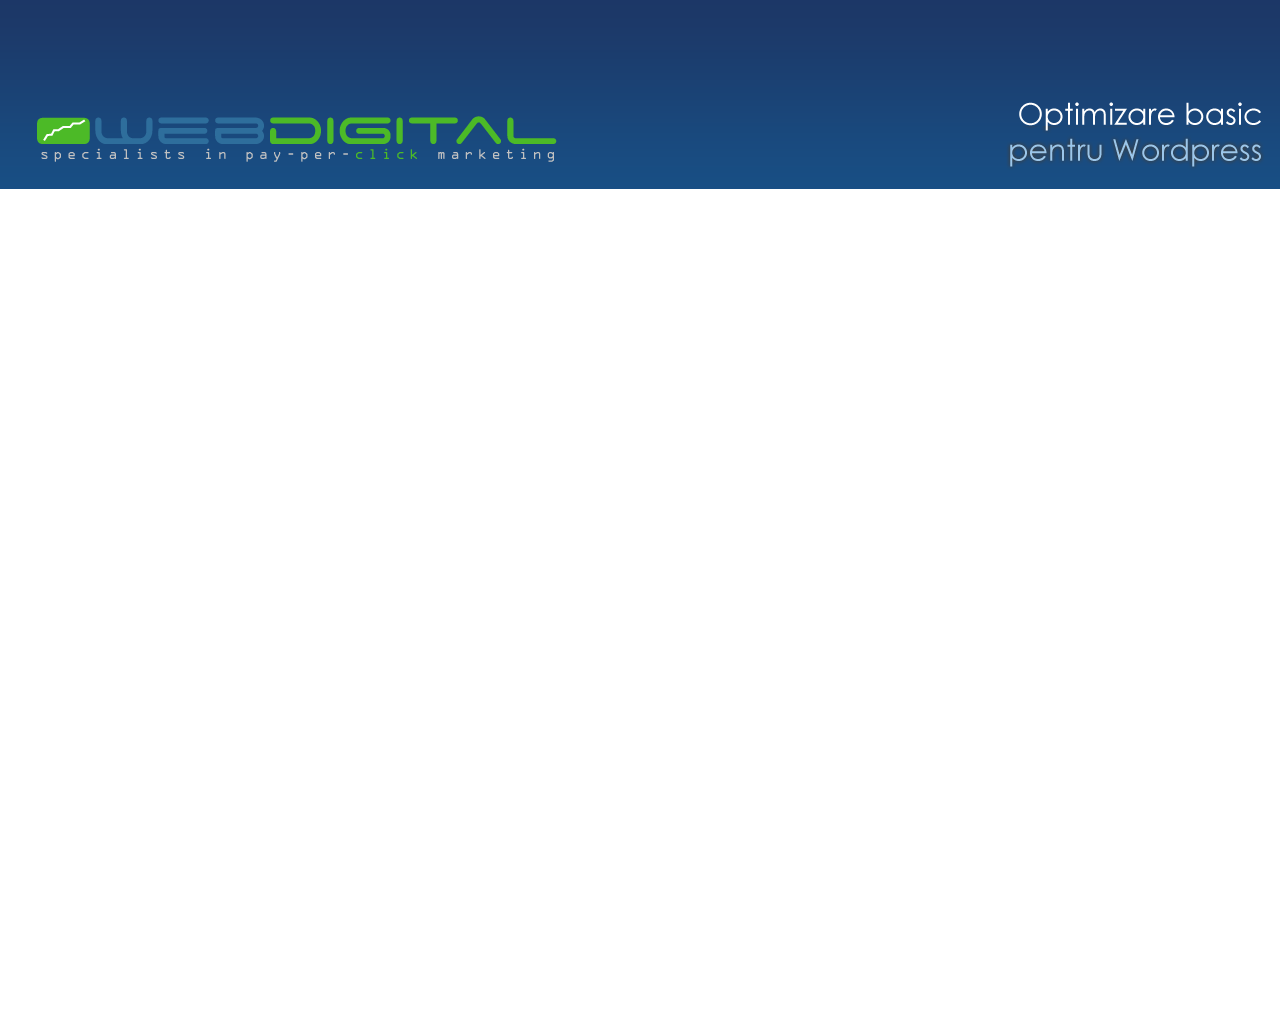 WEBDIGITAL
specialists in pay-per-click marketing
Optimizare basic
pentru Wordpress